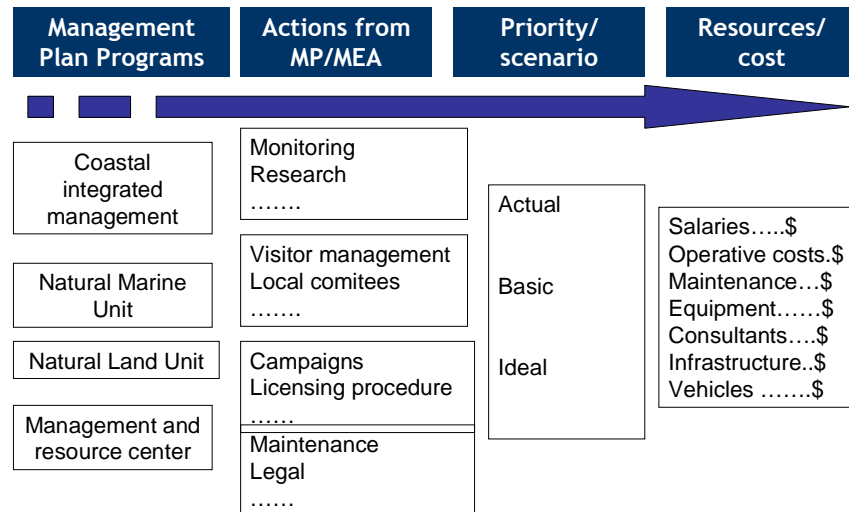 Management
Plan Programs
Actions from
MP/MEA
Priority/
scenario
Resources/
cost
Coastal
integrated
management
Natural Marine
Unit
Natural Land Unit
Management and
resource center
Monitoring
Research
…….
Visitor management
Local comitees
…….
Campaigns
Licensing procedure
……
Maintenance
Legal
……
Actual
Basic
Ideal
Salaries…..$
Operative costs.$
Maintenance…$
Equipment……$
Consultants….$
Infrastructure..$
Vehicles …….$